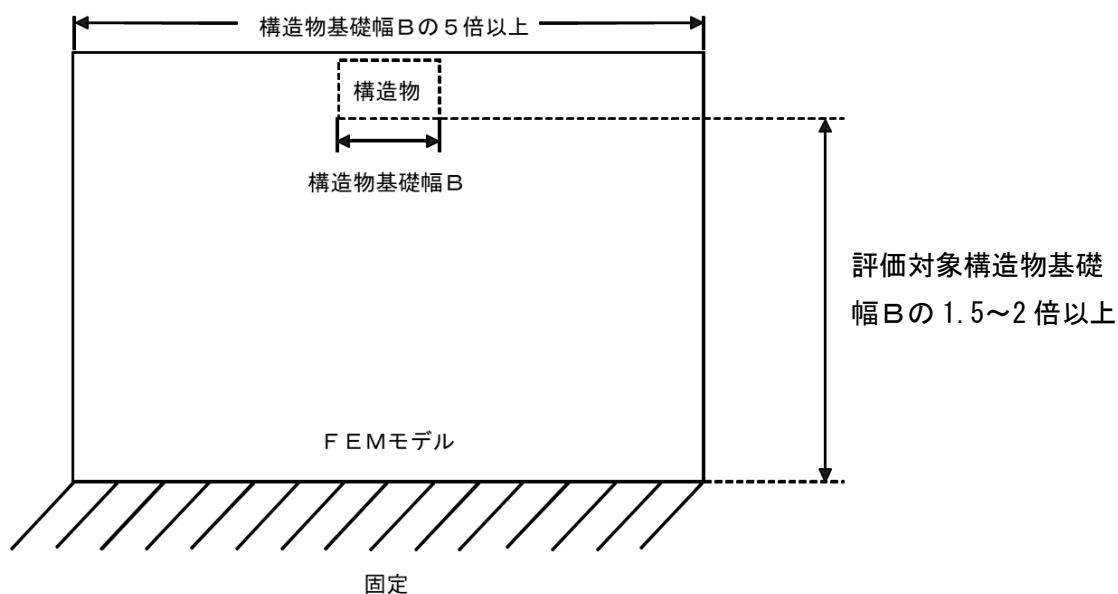 構造物基礎幅Ｂの５倍以上
構造物
構造物基礎幅Ｂ
評価対象構造物基礎
幅Ｂの 1.5～2 倍以上
ＦＥＭモデル
固定